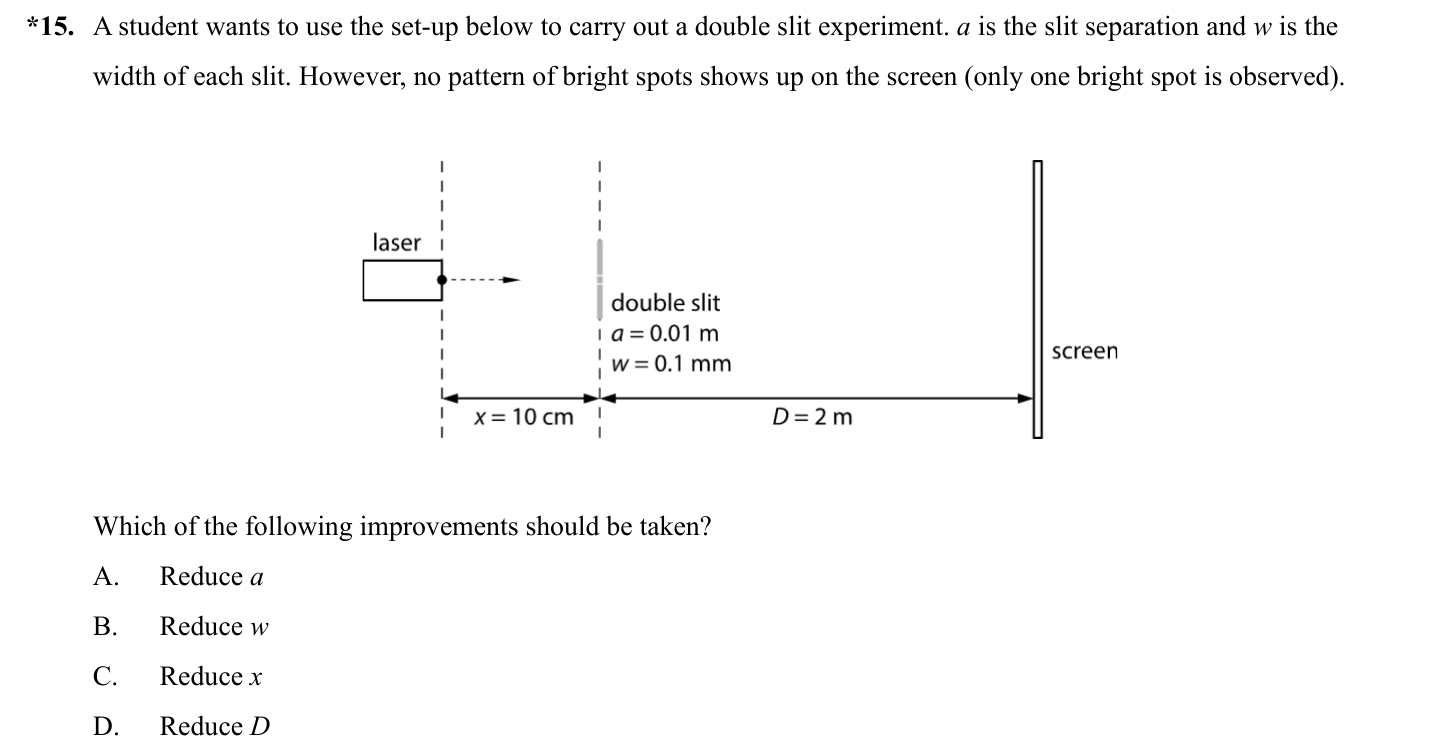 *15. A student wants to use the set-up below to carry out a double slit experiment. a is the slit separation and w is the
width of each slit. However, no pattern of bright spots shows up on the screen (only one bright spot is observed).
laser
double slit
a = 0.01 m
w = 0.1 mm
screen
x = 10 cm
D = 2 m
Which of the following improvements should be taken?
A. Reduce a
B. Reduce w
C. Reduce x
D. Reduce D